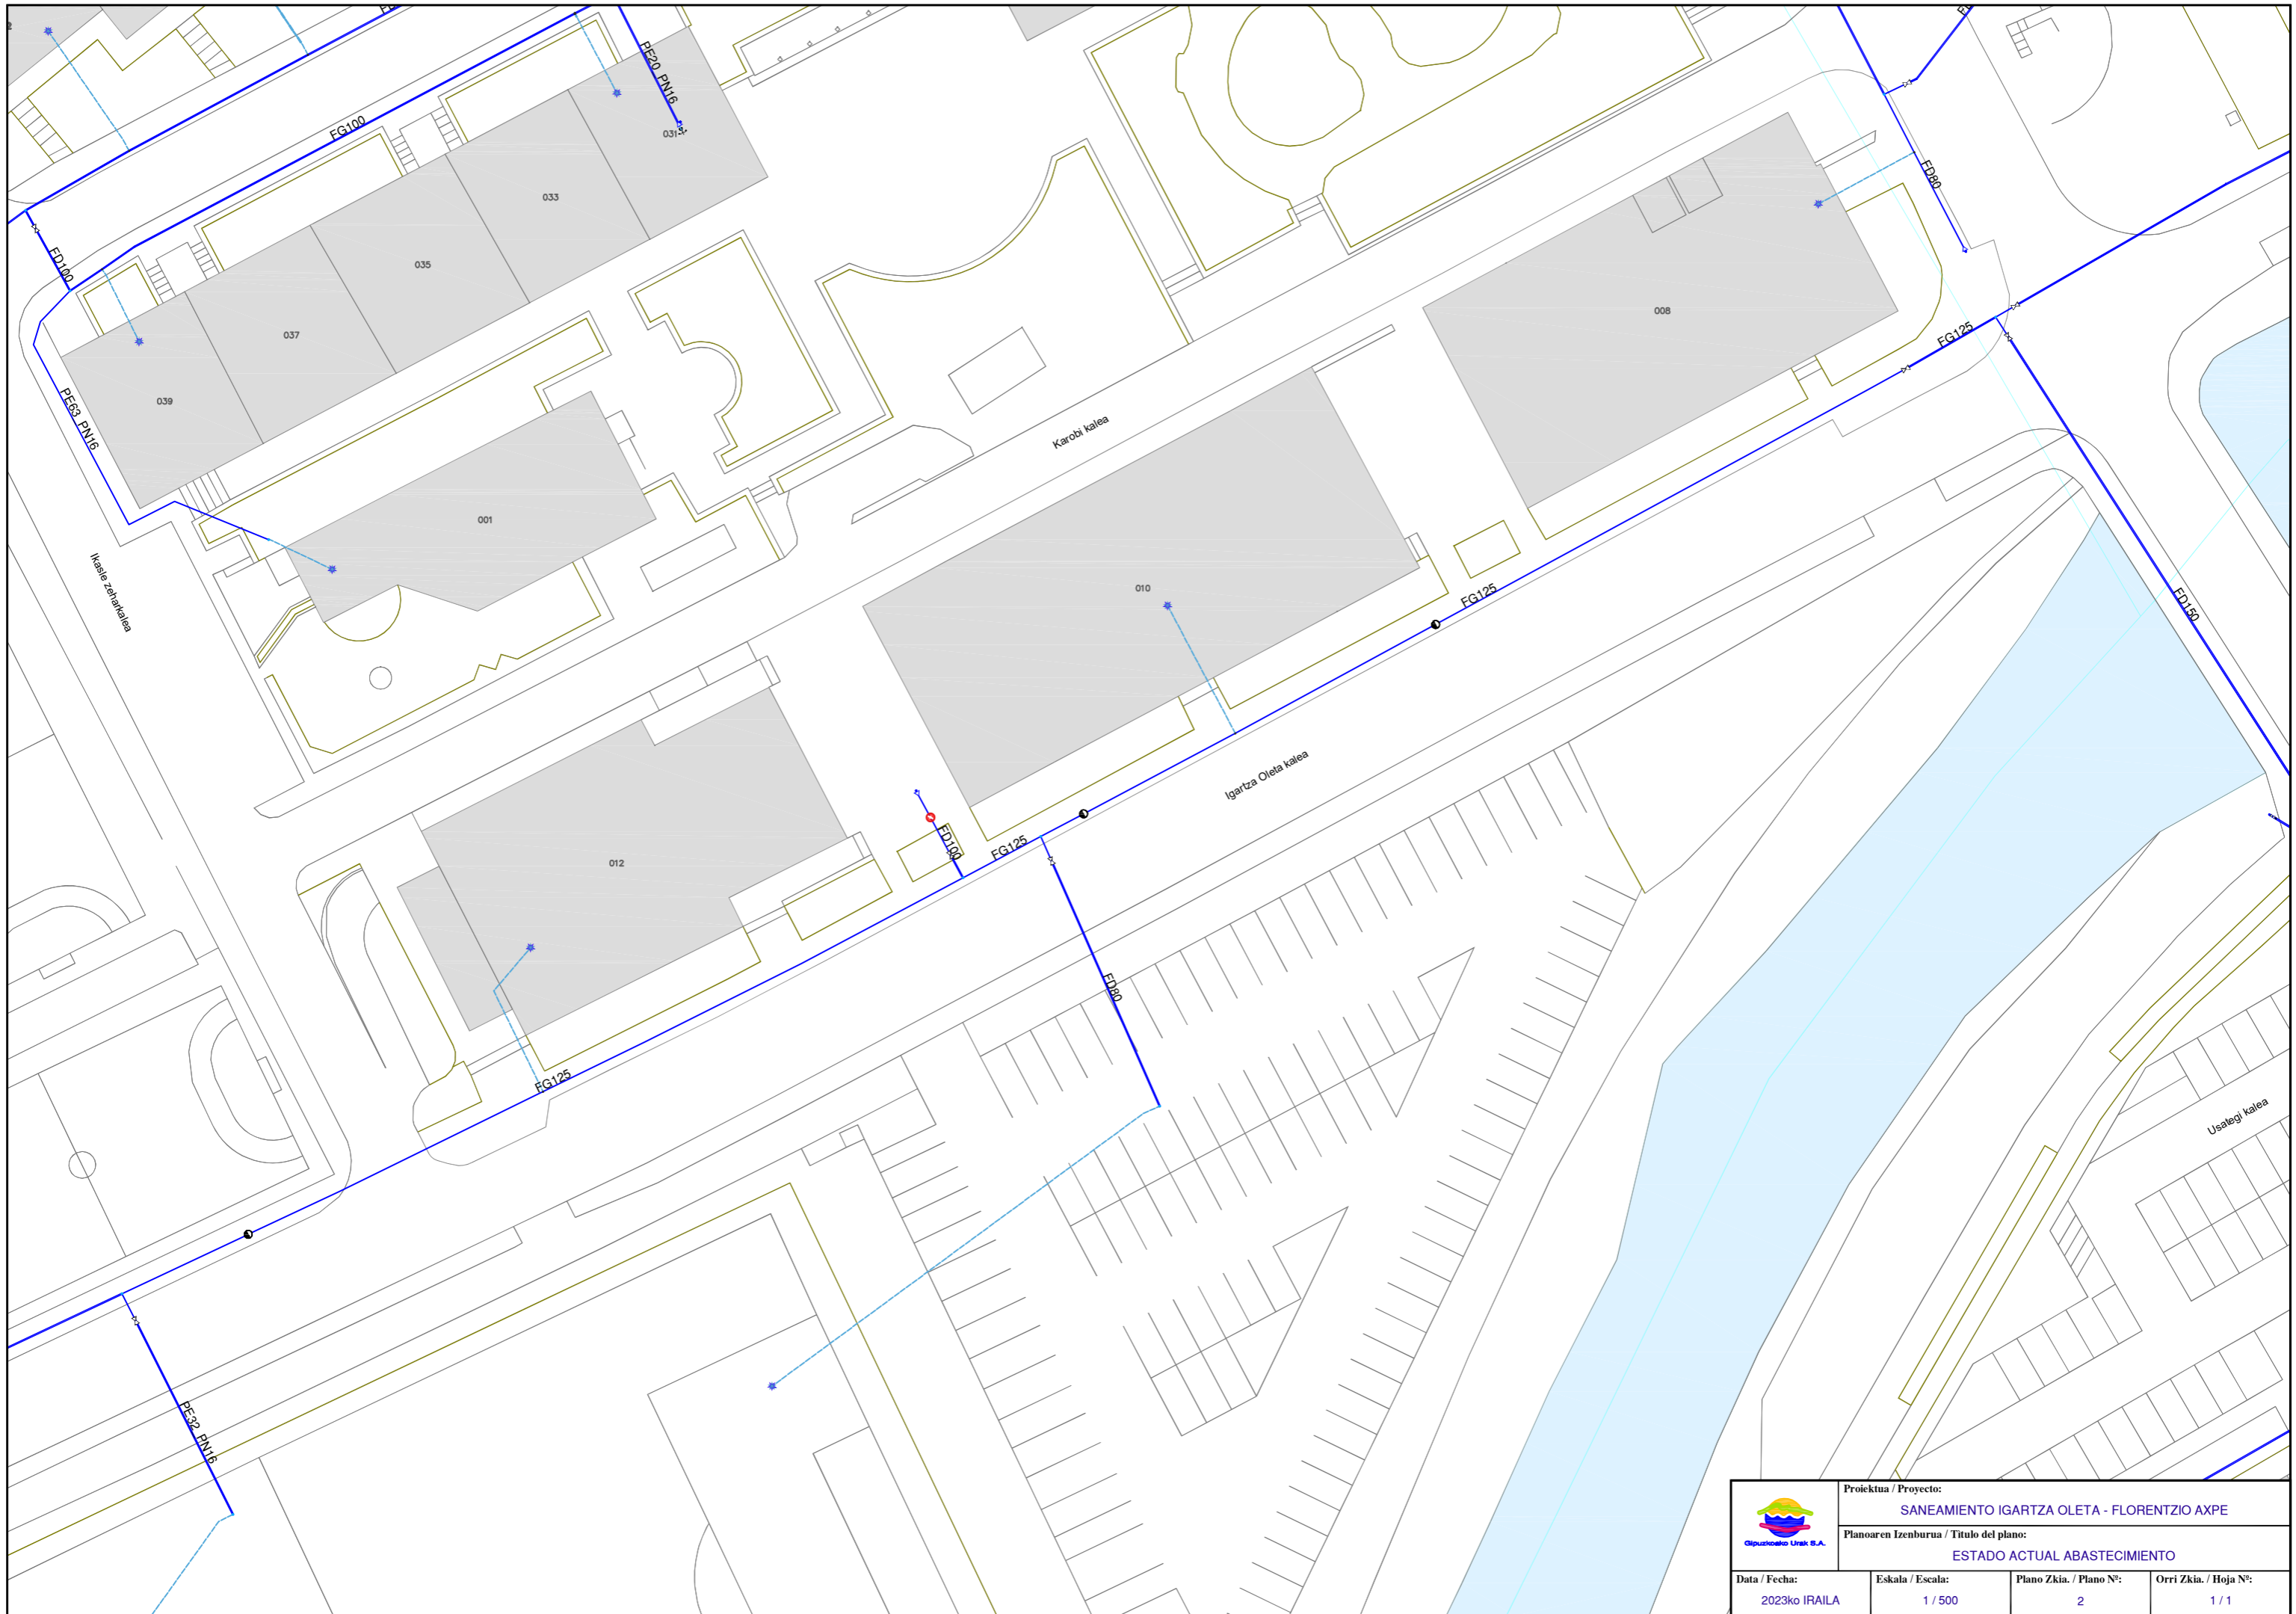 FG100
PE20 PN16
031
033
035
037
039
FD100
PE63 PN16
001
Ikasle zeharkalea
Karobi kalea
008
FD80
FG125
FD150
010
FG125
Igartza Oleta kalea
FD100
FG125
012
FD80
FG125
PE32 PN16
Usategi kalea
Gipuzkoako Urak S.A.
Proiektua / Proyecto:
SANEAMIENTO IGARTZA OLETA - FLORENTZIO AXPE
Planoaren Izenburua / Titulo del plano:
ESTADO ACTUAL ABASTECIMIENTO
Data / Fecha:
2023ko IRAILA
Eskala / Escala:
1 / 500
Plano Zkia. / Plano Nº:
2
Orri Zkia. / Hoja Nº:
1 / 1